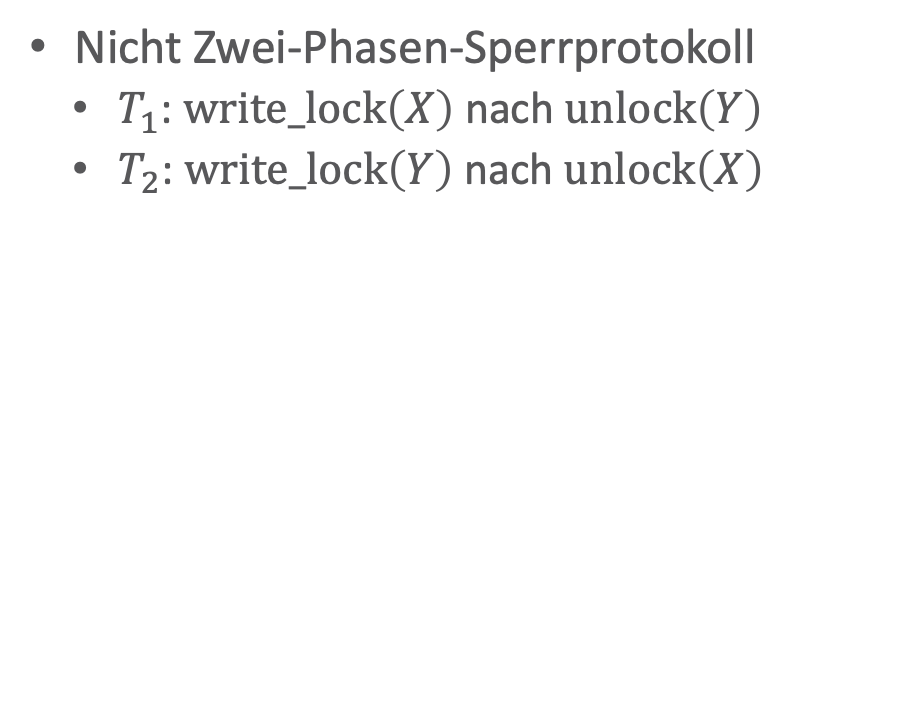 • Nicht Zwei-Phasen-Sperrprotokoll
• T₁: write_lock(X) nach unlock(Y)
• T₂: write_lock(Y) nach unlock(X)